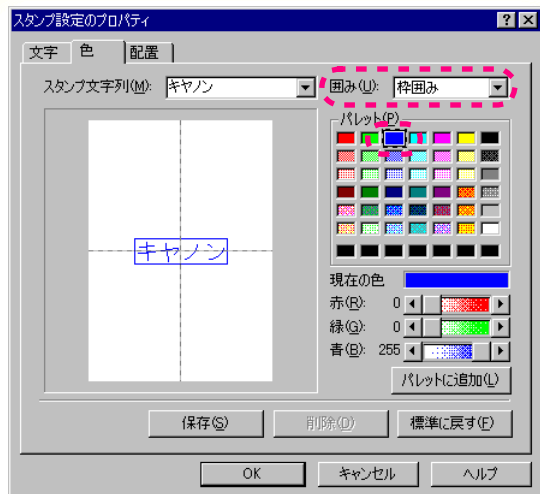 スタンプ設定のプロパティ
文字 色 配置
スタンプ文字列(M): キヤノン 囲み(U): 枠囲み
パレット(P)
キヤノン
現在の色
赤(R): 0
緑(G): 0
青(B): 255
パレットに追加(L)
保存(S) 削除(D) 標準に戻す(F)
OK キャンセル ヘルプ